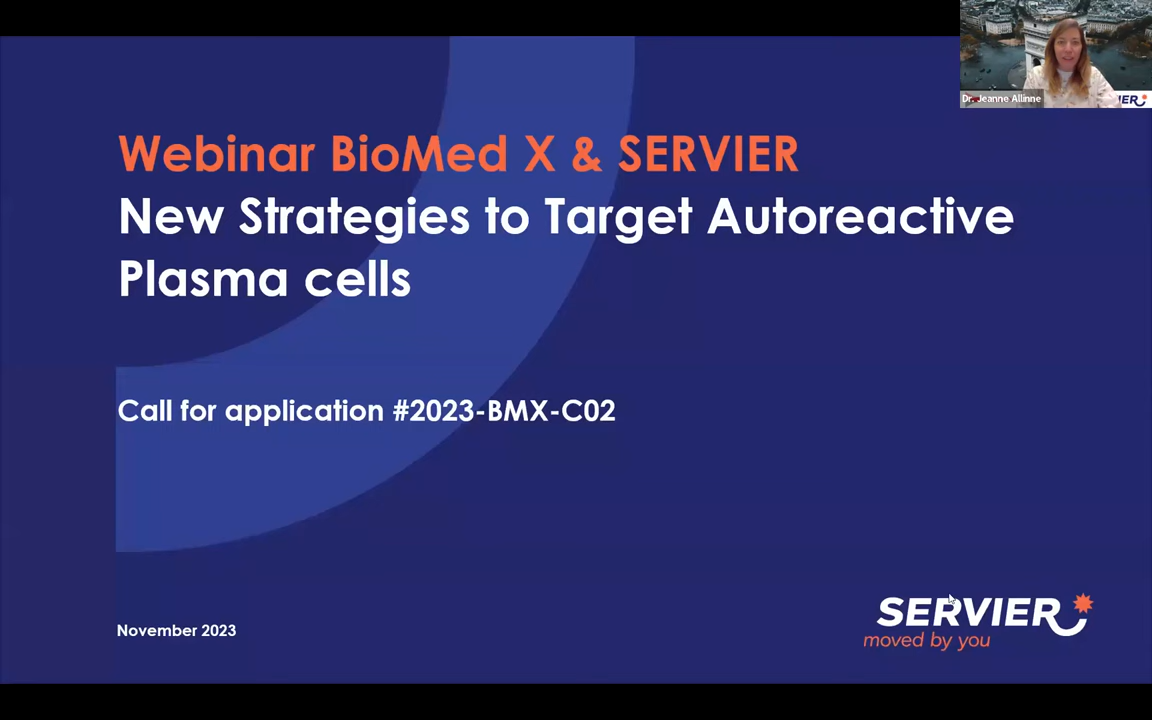 Dr. Jeanne Allinne
IER
Webinar BioMed X & SERVIER
New Strategies to Target Autoreactive
Plasma cells
Call for application #2023-BMX-C02
November 2023
SERVIER
moved by you